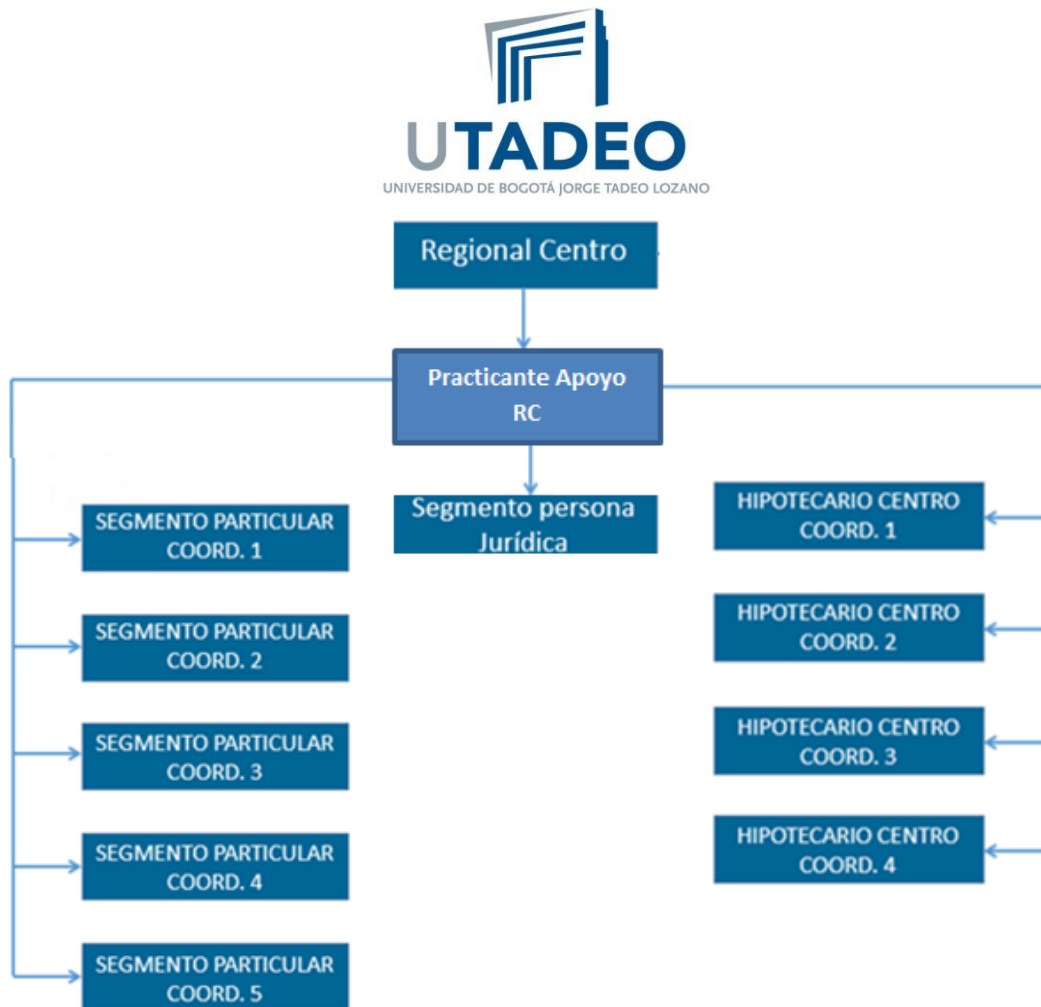 UTADEO
UNIVERSIDAD DE BOGOTÁ JORGE TADEO LOZANO
Regional Centro
Practicante Apoyo
RC
Segmento persona
Jurídica
SEGMENTO PARTICULAR
COORD. 1
SEGMENTO PARTICULAR
COORD. 2
SEGMENTO PARTICULAR
COORD. 3
SEGMENTO PARTICULAR
COORD. 4
SEGMENTO PARTICULAR
COORD. 5
HIPOTECARIO CENTRO
COORD. 1
HIPOTECARIO CENTRO
COORD. 2
HIPOTECARIO CENTRO
COORD. 3
HIPOTECARIO CENTRO
COORD. 4